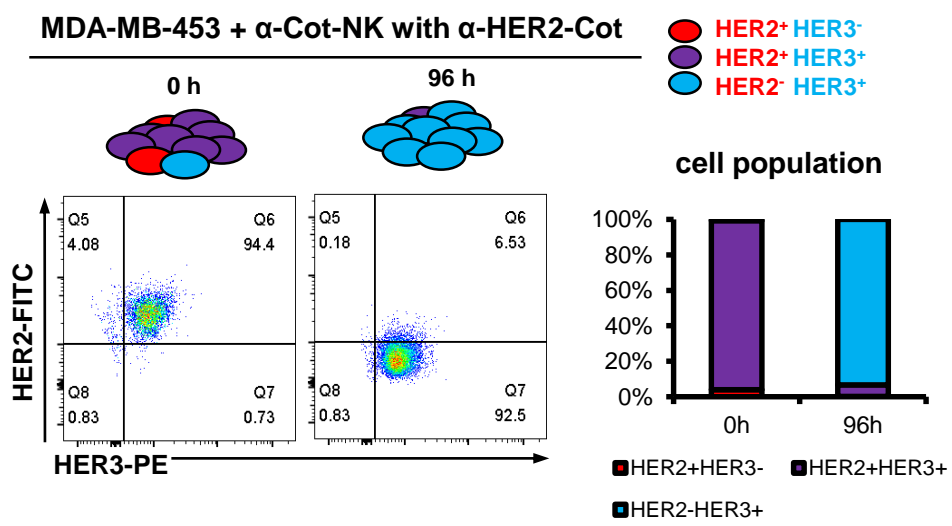 MDA-MB-453 + α-Cot-NK with α-HER2-Cot
HER2⁺ HER3⁻
HER2⁺ HER3⁺
HER2⁻ HER3⁺
0 h
96 h
Q5
4.08
Q6
94.4
Q8
0.83
Q7
0.73
Q5
0.18
Q6
6.53
Q8
0.83
Q7
92.5
HER2-FITC
HER3-PE
cell population
100%
80%
60%
40%
20%
0%
0h
96h
HER2+HER3-
HER2+HER3+
HER2-HER3+